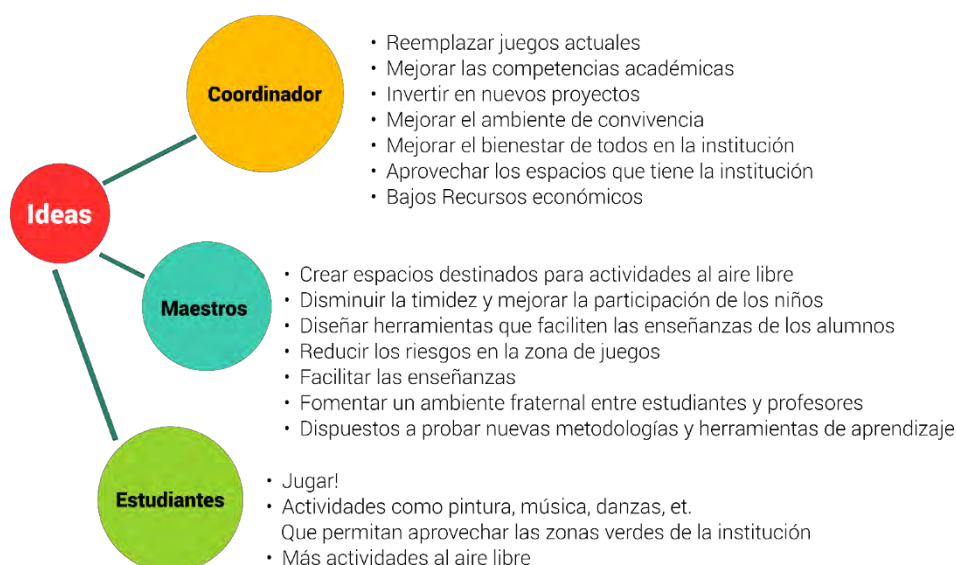 Ideas
Coordinador
• Reemplazar juegos actuales
• Mejorar las competencias académicas
• Invertir en nuevos proyectos
• Mejorar el ambiente de convivencia
• Mejorar el bienestar de todos en la institución
• Aprovechar los espacios que tiene la institución
• Bajos Recursos económicos
Maestros
• Crear espacios destinados para actividades al aire libre
• Disminuir la timidez y mejorar la participación de los niños
• Diseñar herramientas que faciliten las enseñanzas de los alumnos
• Reducir los riesgos en la zona de juegos
• Facilitar las enseñanzas
• Fomentar un ambiente fraternal entre estudiantes y profesores
• Dispuestos a probar nuevas metodologías y herramientas de aprendizaje
Estudiantes
• Jugar!
• Actividades como pintura, música, danzas, et.
Que permitan aprovechar las zonas verdes de la institución
• Más actividades al aire libre